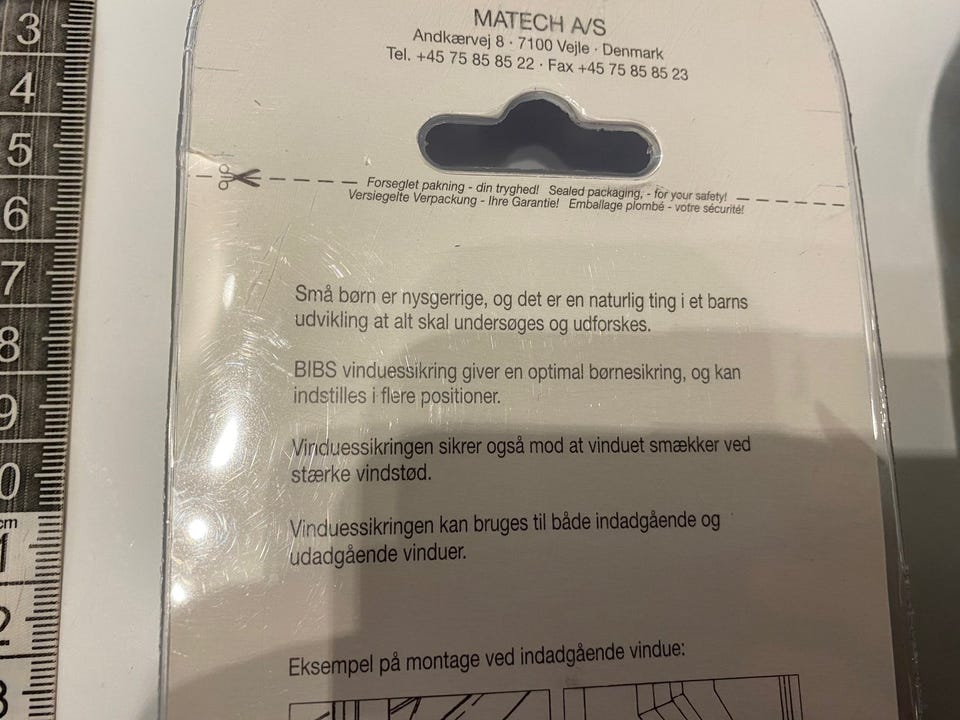 MATECH A/S
Andkærvej 8 · 7100 Vejle · Denmark
Tel. +45 75 85 85 22 · Fax +45 75 85 85 23
Forseglet pakning - din tryghed! Sealed packaging, - for your safety!
Versiegelte Verpackung - Ihre Garantie! Emballage plombé - votre sécurité!
Små børn er nysgerrige, og det er en naturlig ting i et barns
udvikling at alt skal undersøges og udforskes.
BIBS vinduessikring giver en optimal børnesikring, og kan
indstilles i flere positioner.
Vinduessikringen sikrer også mod at vinduet smækker ved
stærke vindstød.
Vinduessikringen kan bruges til både indadgående og
udadgående vinduer.
Eksempel på montage ved indadgående vindue:
3
4
5
6
7
8
9
0
cm
1
2
3